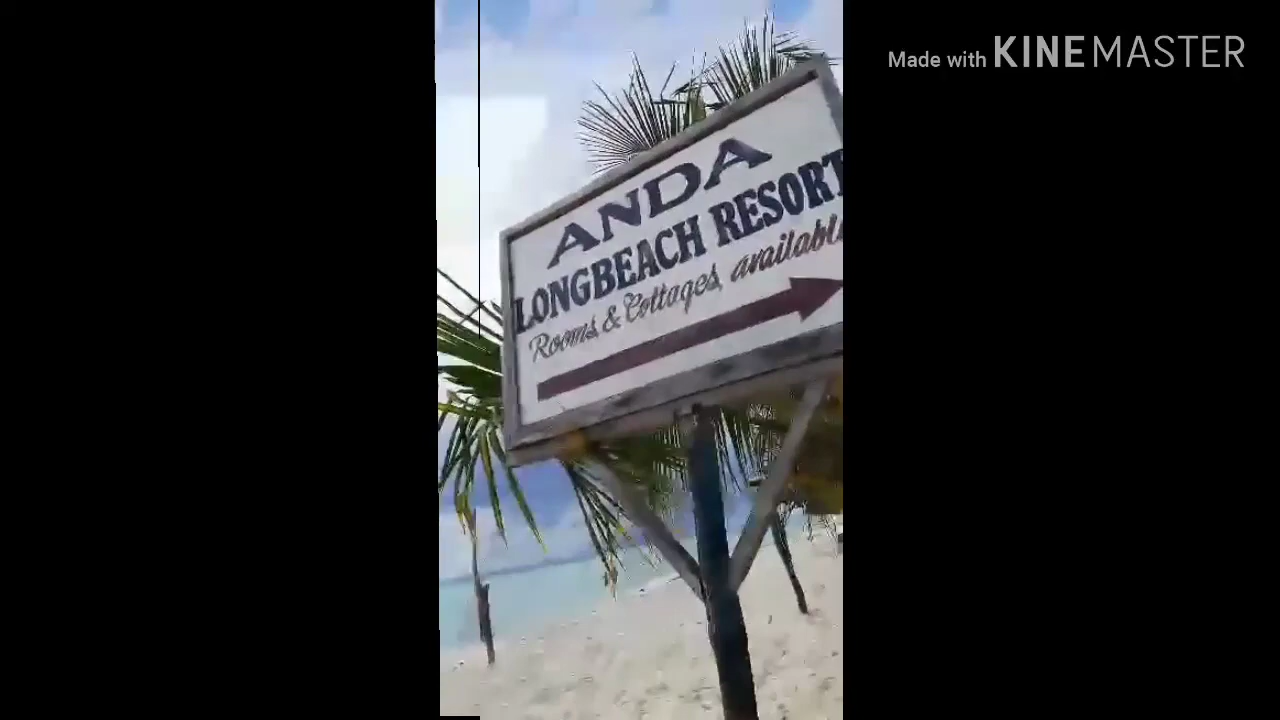 Made with KINEMASTER
ANDA
LONGBEACH RESORT
Rooms & Cottages available